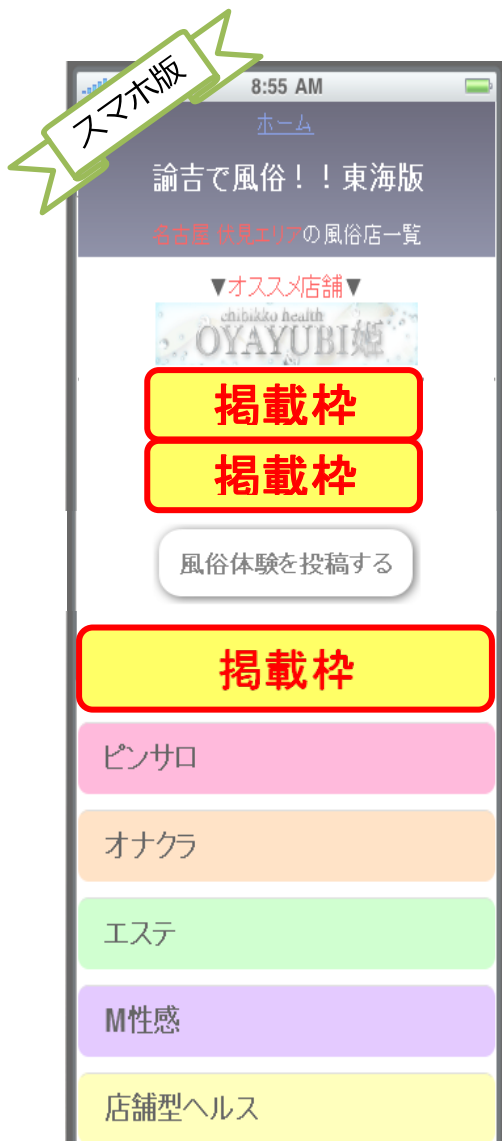 スマホ版
8:55 AM
ホーム
諭吉で風俗！！東海版
名古屋 伏見エリアの風俗店一覧
▼オススメ店舗▼
chibikko health
OYAYUBI姫
掲載枠
掲載枠
風俗体験を投稿する
掲載枠
ピンサロ
オナクラ
エステ
M性感
店舗型ヘルス